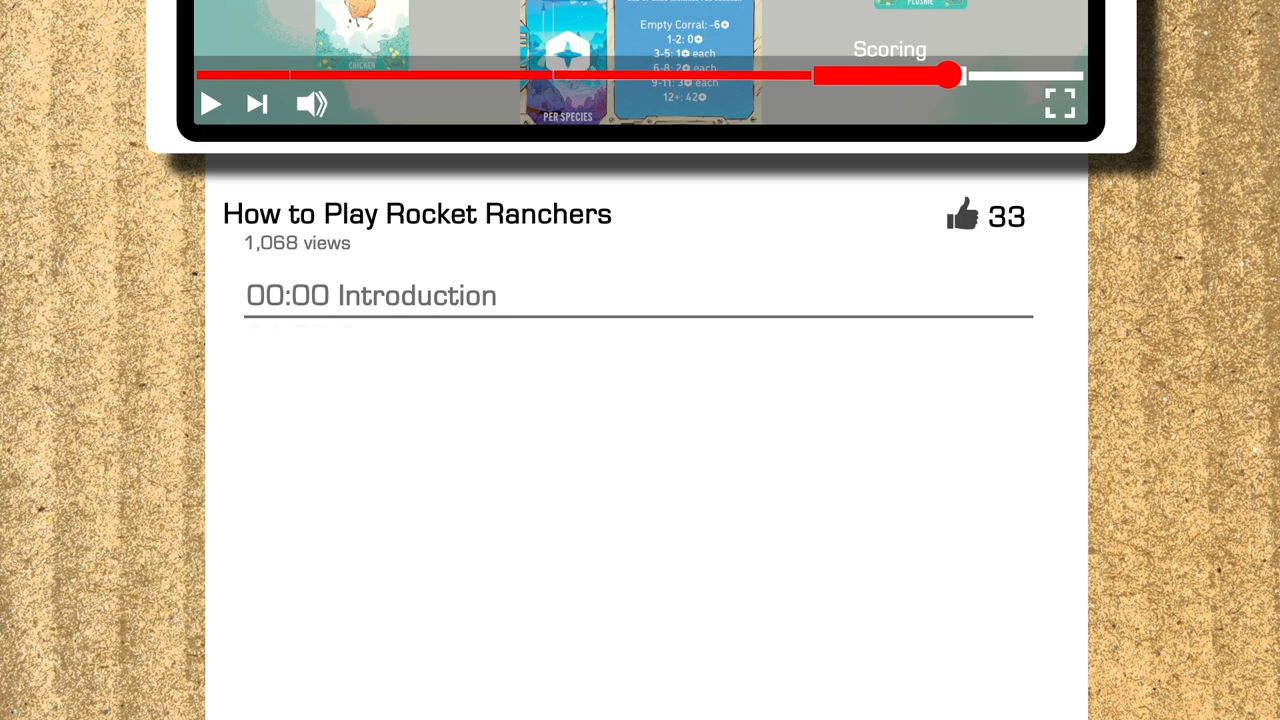 PLUSHIE
Empty Corral: -6
1-2: 0
3-5: 1 each
6-8: 2 each
9-11: 3 each
12+: 42
CHICKEN
PER SPECIES
Scoring
How to Play Rocket Ranchers
33
1,068 views
00:00 Introduction